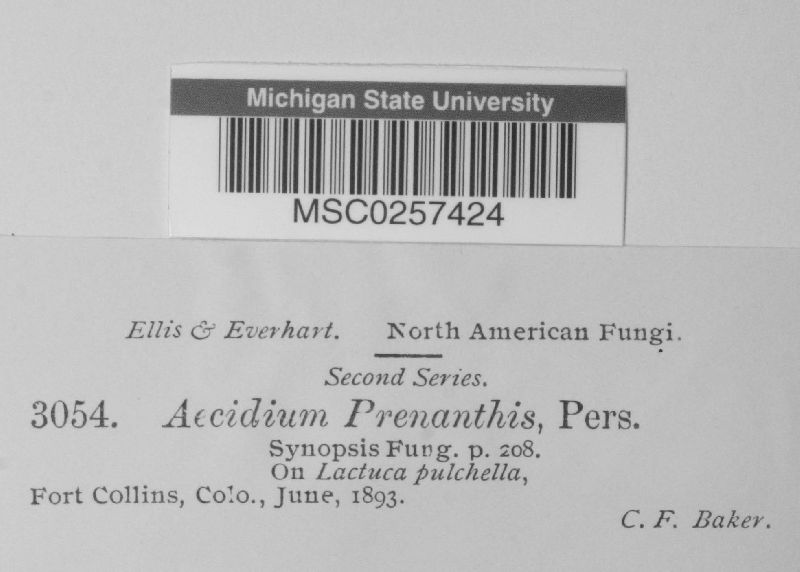 Michigan State University
MSC0257424
Ellis & Everhart. North American Fungi.
Second Series.
3054. Aecidium Prenanthis, Pers.
Synopsis Fung. p. 208.
On Lactuca pulchella,
Fort Collins, Colo., June, 1893.
C. F. Baker.